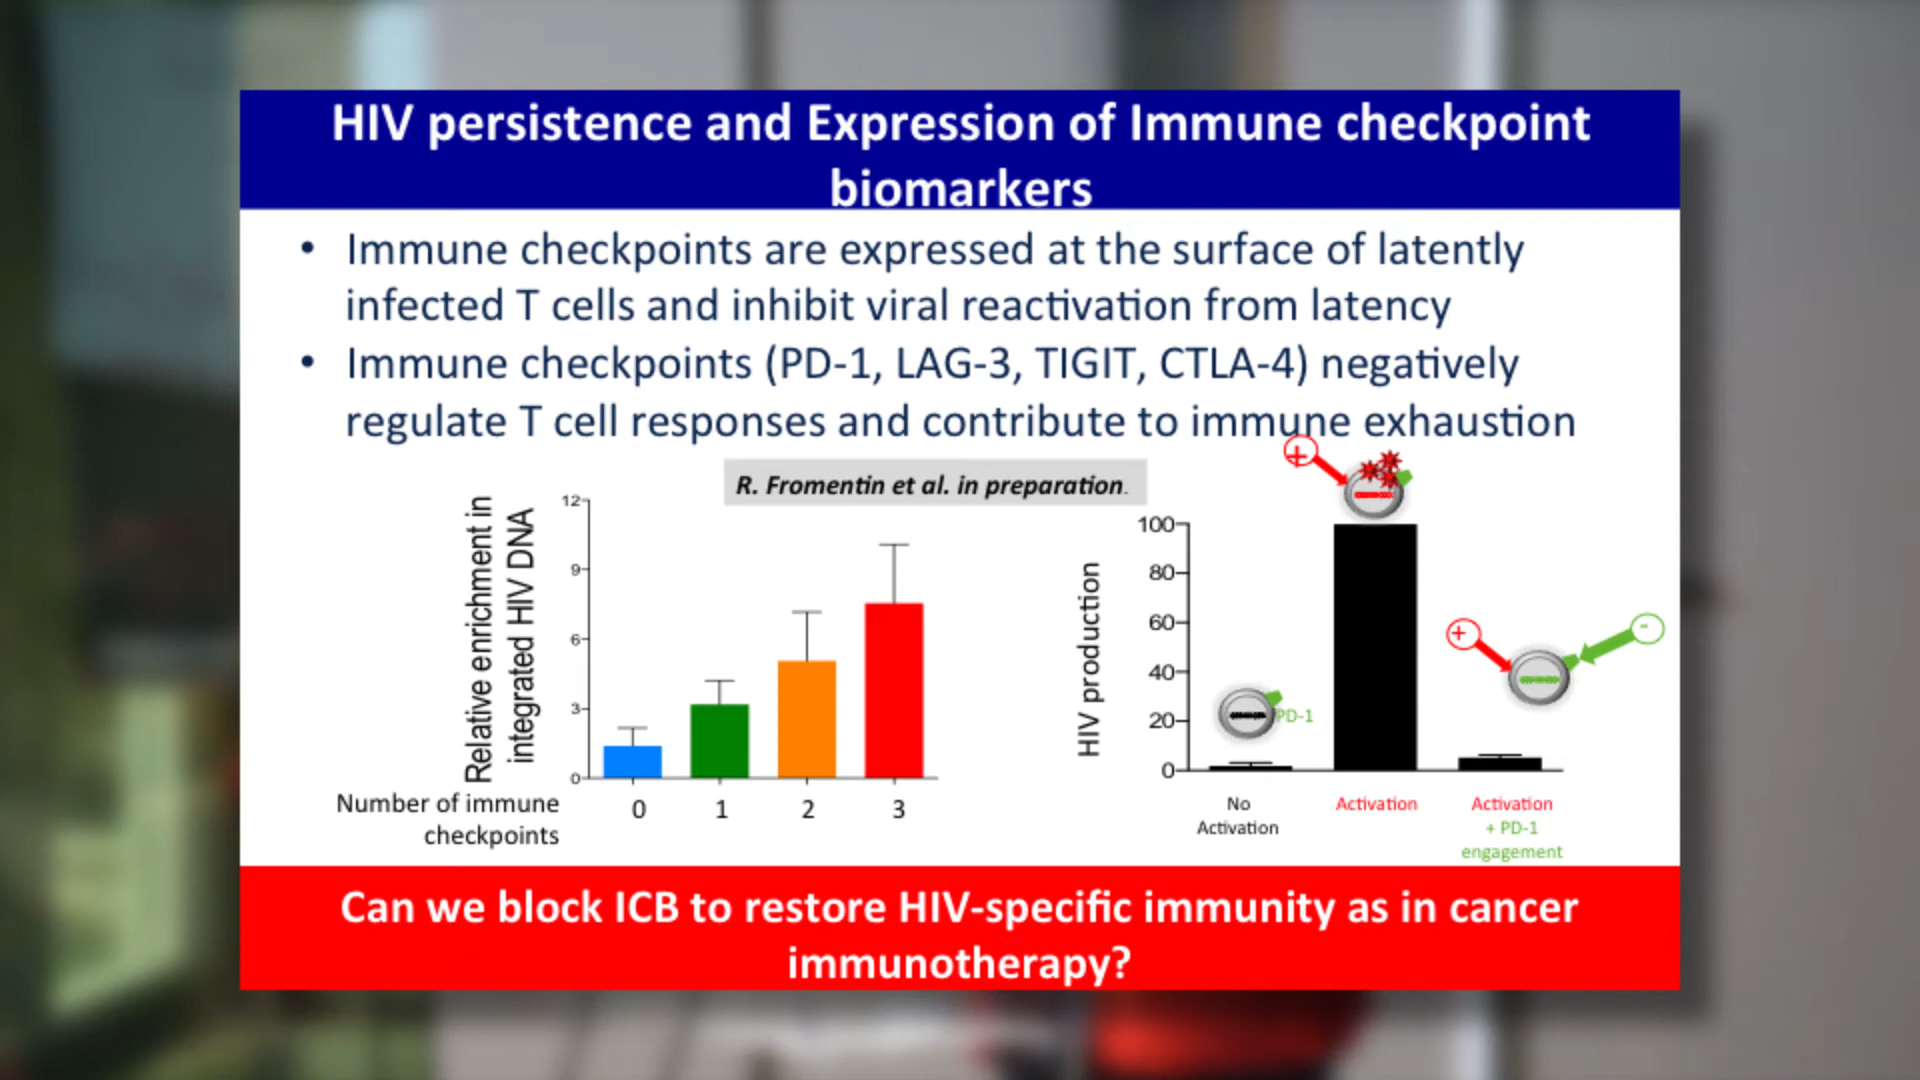 HIV persistence and Expression of Immune checkpoint
biomarkers
• Immune checkpoints are expressed at the surface of latently
infected T cells and inhibit viral reactivation from latency
• Immune checkpoints (PD-1, LAG-3, TIGIT, CTLA-4) negatively
regulate T cell responses and contribute to immune exhaustion
R. Fromentin et al. in preparation.
Relative enrichment in
integrated HIV DNA
12
9
6
3
0
Number of immune
checkpoints
0 1 2 3
HIV production
100
80
60
40
20
0
+
PD-1
+
-
No
Activation
Activation
Activation
+ PD-1
engagement
Can we block ICB to restore HIV-specific immunity as in cancer
immunotherapy?